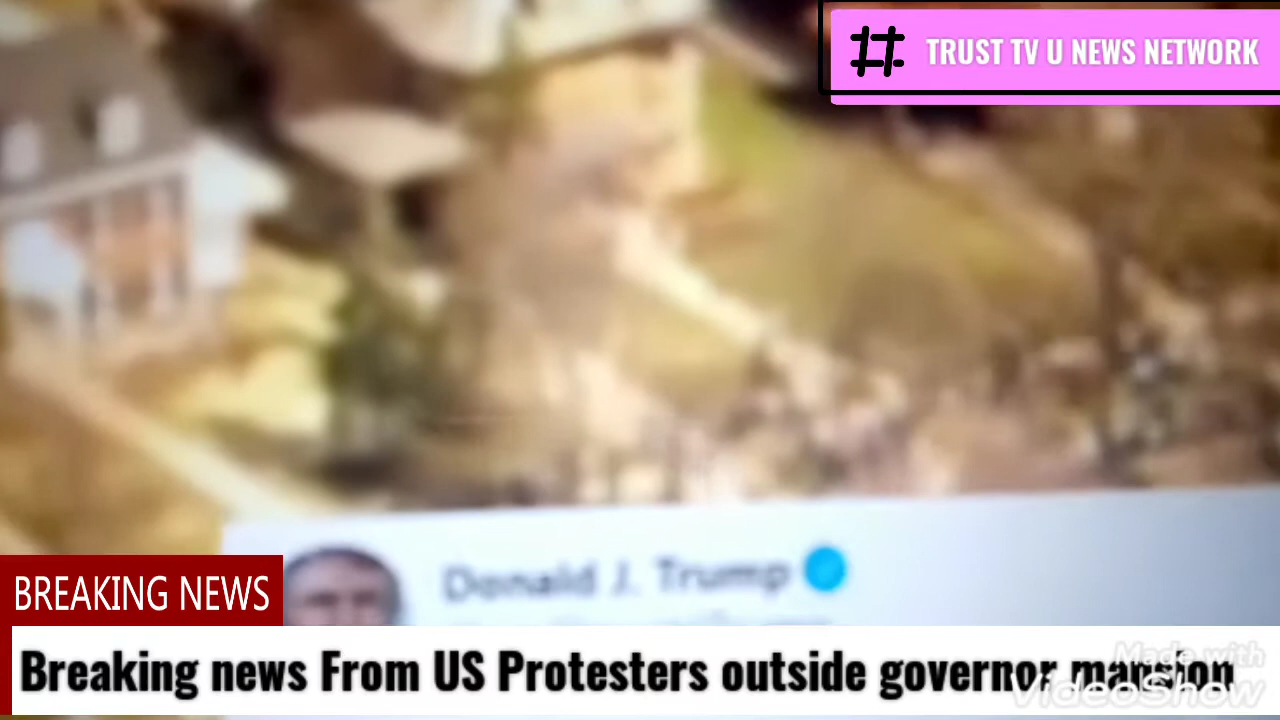 # TRUST TV U NEWS NETWORK
Donald J. Trump
BREAKING NEWS
Breaking news From US Protesters outside governor mansion
Made with
VideoShow